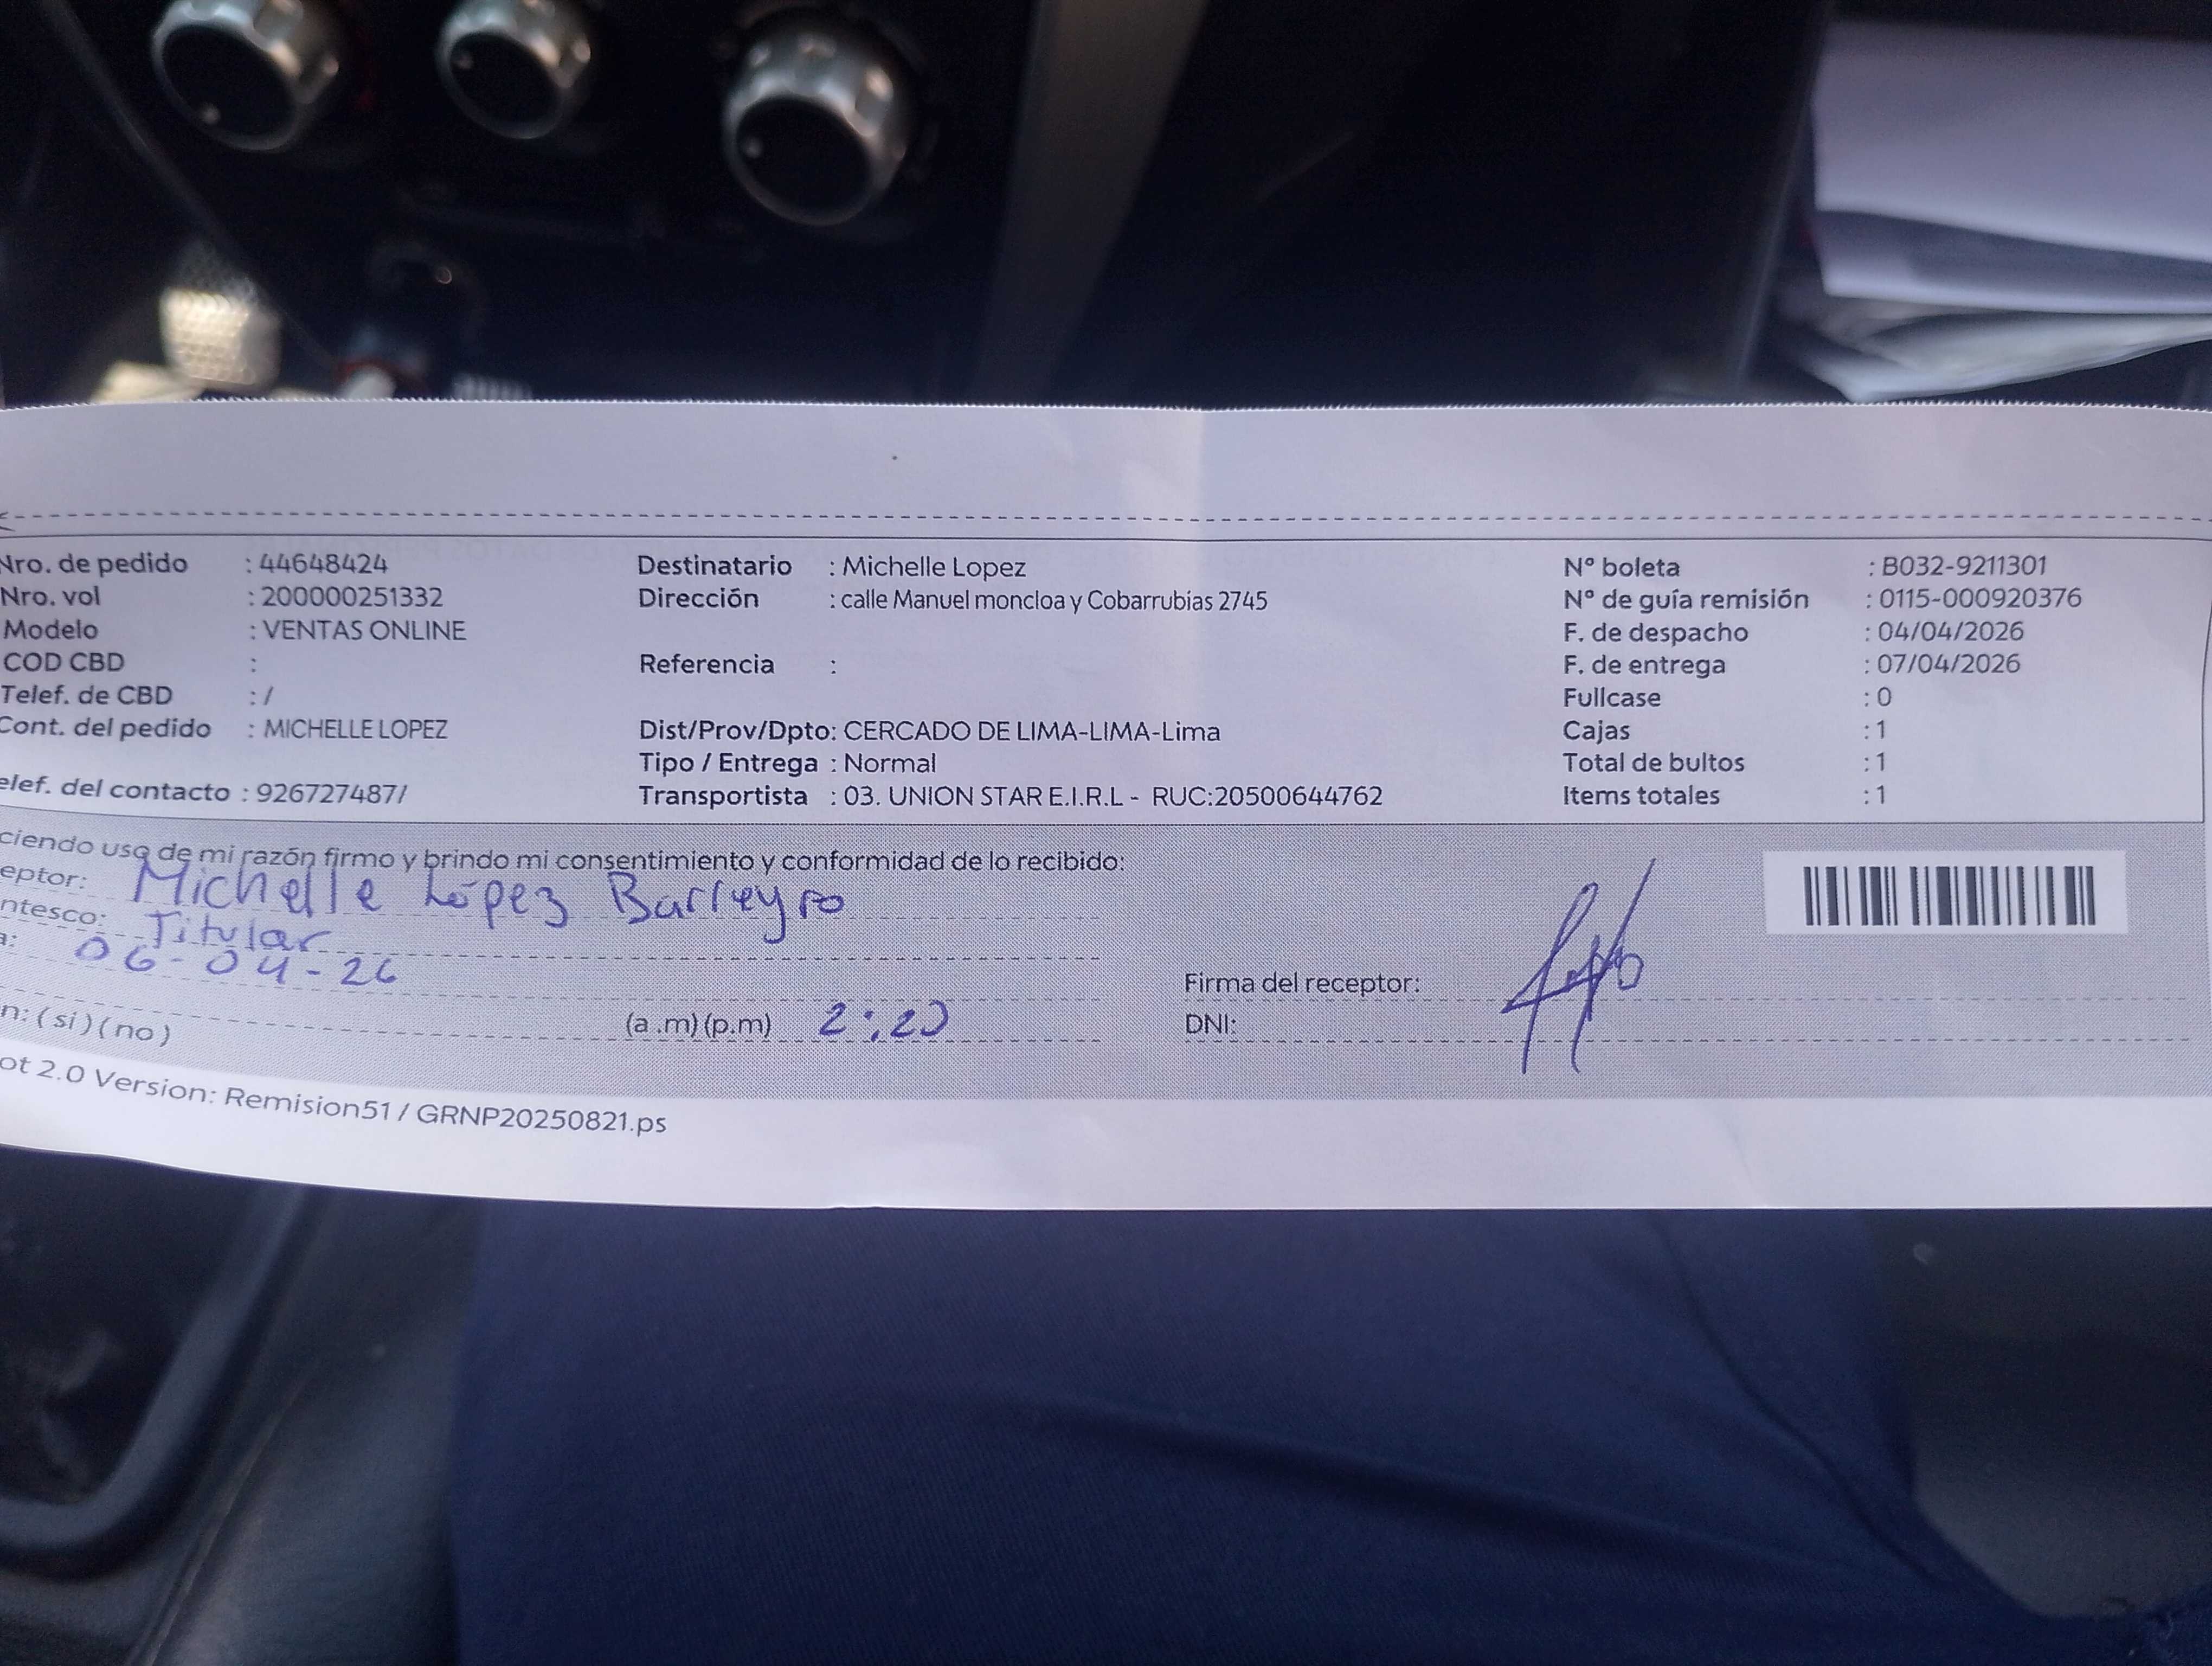 Nro. de pedido : 44648424 Destinatario : Michelle Lopez Nº boleta : B032-9211301
Nro. vol : 200000251332 Dirección : calle Manuel moncloa y Cobarrubias 2745 Nº de guía remisión : 0115-000920376
Modelo : VENTAS ONLINE F. de despacho : 04/04/2026
COD CBD : Referencia : F. de entrega : 07/04/2026
Telef. de CBD : / Fullcase : 0
Cont. del pedido : MICHELLE LOPEZ Dist/Prov/Dpto: CERCADO DE LIMA-LIMA-Lima Cajas : 1
Tipo / Entrega : Normal Total de bultos : 1
elef. del contacto : 926727487/ Transportista : 03. UNION STAR E.I.R.L - RUC:20500644762 Items totales : 1
ciendo uso de mi razón firmo y brindo mi consentimiento y conformidad de lo recibido:
eptor: Michelle López Barreyro
ntesco: Titular
a: 06-04-26
Firma del receptor:
n: (si) (no) (a .m) (p.m) 2:20 DNI:
ot 2.0 Version: Remision51 / GRNP20250821.ps